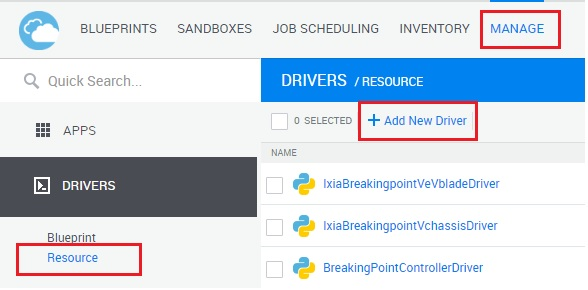 BLUEPRINTS SANDBOXES JOB SCHEDULING INVENTORY MANAGE
Quick Search...
APPS
DRIVERS
Blueprint
Resource
DRIVERS / RESOURCE
0 SELECTED + Add New Driver
NAME
IxiaBreakingpointVeVbladeDriver
IxiaBreakingpointVchassisDriver
BreakingPointControllerDriver